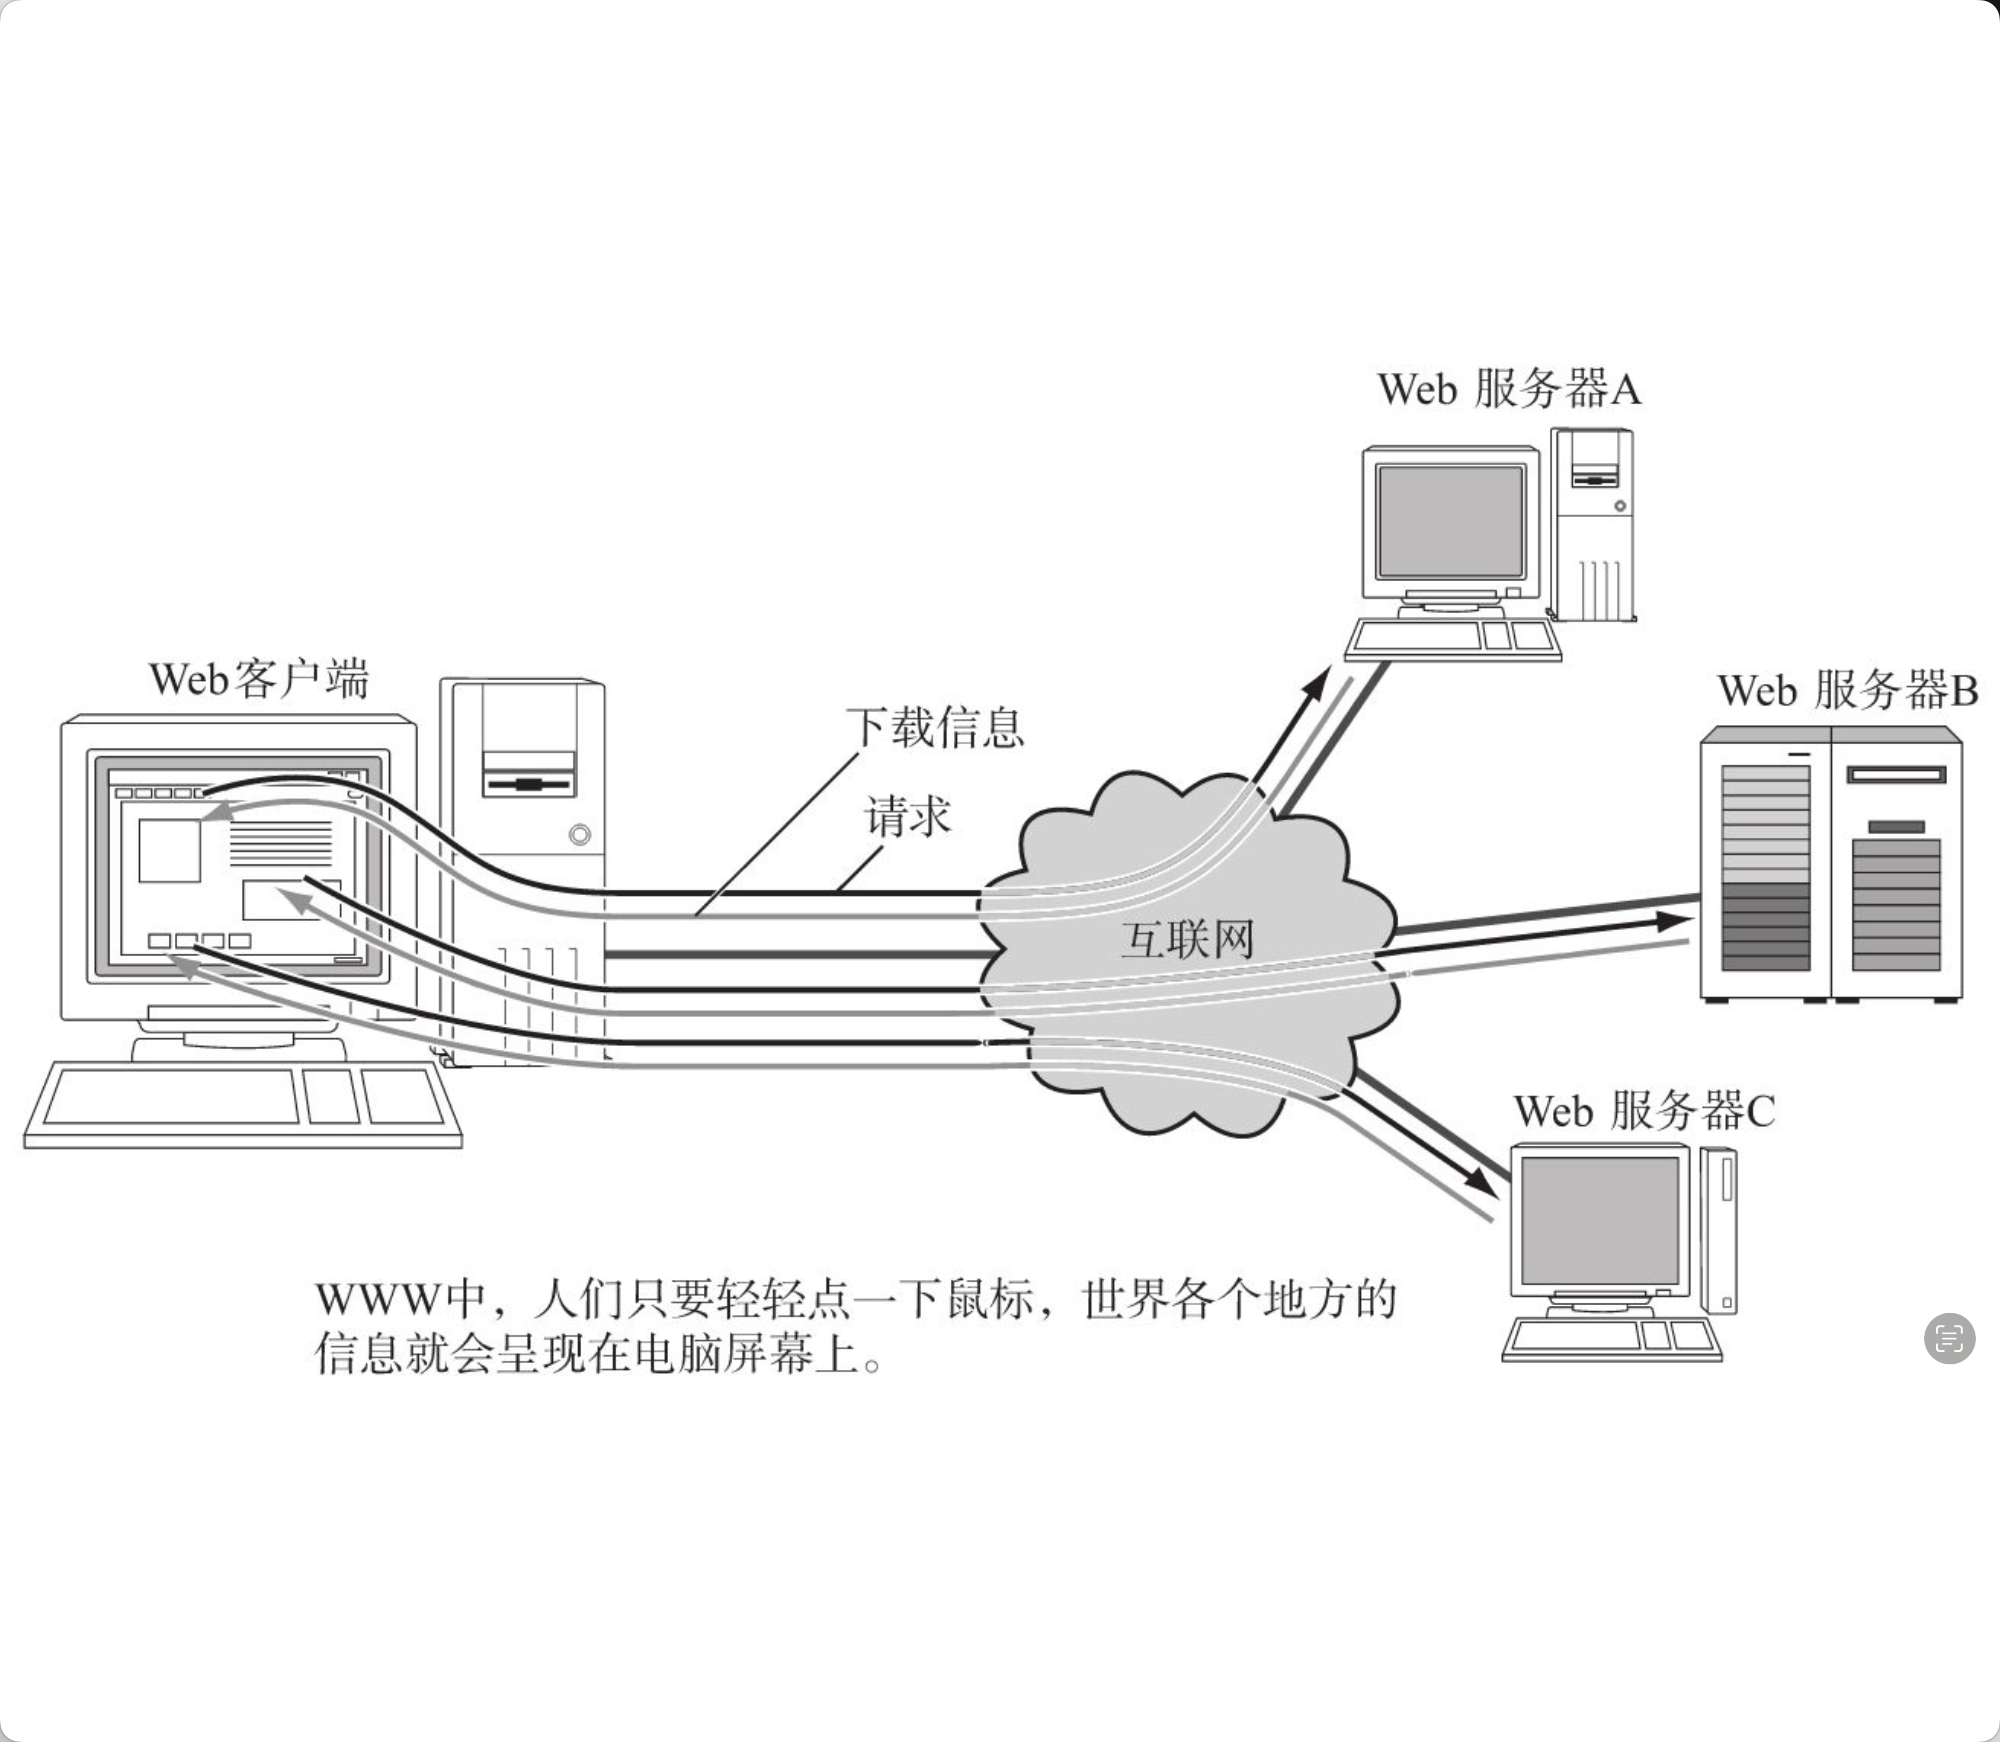 Web 服务器A
Web客户端
Web 服务器B
下载信息
请求
互联网
Web 服务器C
WWW中，人们只要轻轻点一下鼠标，世界各个地方的
信息就会呈现在电脑屏幕上。